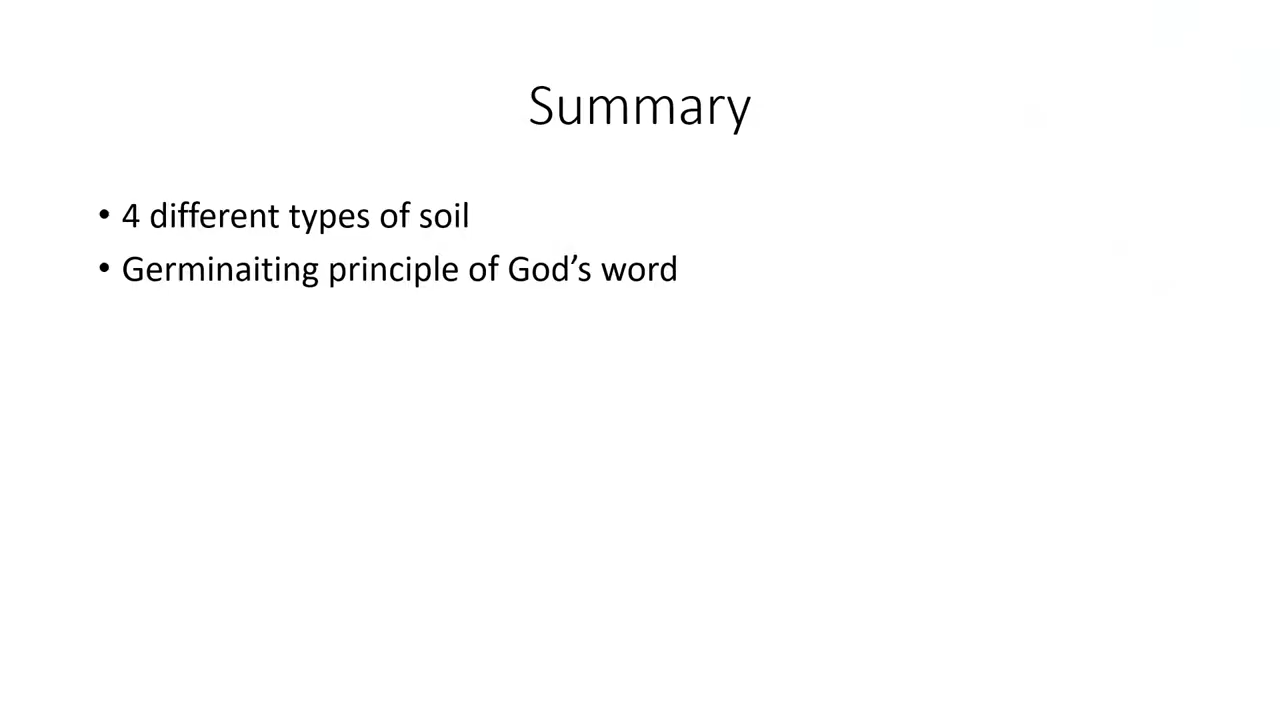 Summary
• 4 different types of soil
• Germinaiting principle of God’s word